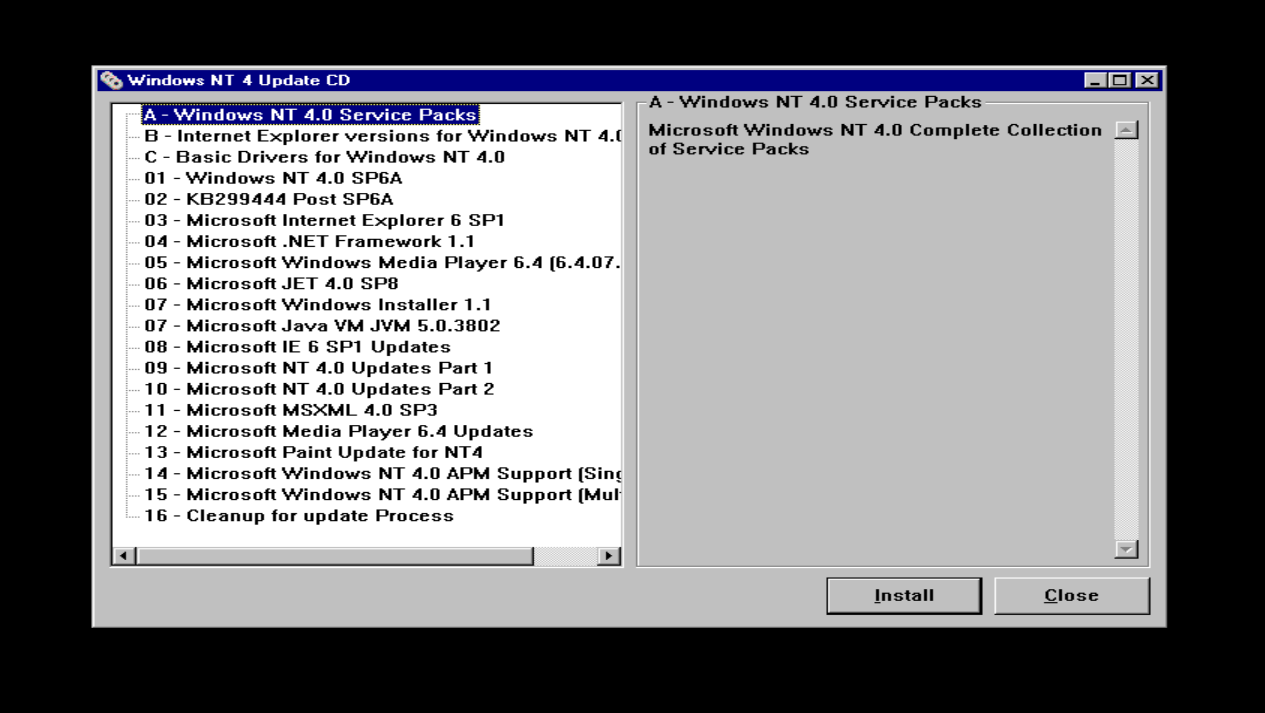 Windows NT 4 Update CD
A - Windows NT 4.0 Service Packs
B - Internet Explorer versions for Windows NT 4.0
C - Basic Drivers for Windows NT 4.0
01 - Windows NT 4.0 SP6A
02 - KB299444 Post SP6A
03 - Microsoft Internet Explorer 6 SP1
04 - Microsoft .NET Framework 1.1
05 - Microsoft Windows Media Player 6.4 (6.4.07.
06 - Microsoft JET 4.0 SP8
07 - Microsoft Windows Installer 1.1
07 - Microsoft Java VM JVM 5.0.3802
08 - Microsoft IE 6 SP1 Updates
09 - Microsoft NT 4.0 Updates Part 1
10 - Microsoft NT 4.0 Updates Part 2
11 - Microsoft MSXML 4.0 SP3
12 - Microsoft Media Player 6.4 Updates
13 - Microsoft Paint Update for NT4
14 - Microsoft Windows NT 4.0 APM Support (Sing
15 - Microsoft Windows NT 4.0 APM Support (Mul
16 - Cleanup for update Process
A - Windows NT 4.0 Service Packs
Microsoft Windows NT 4.0 Complete Collection
of Service Packs
Install
Close